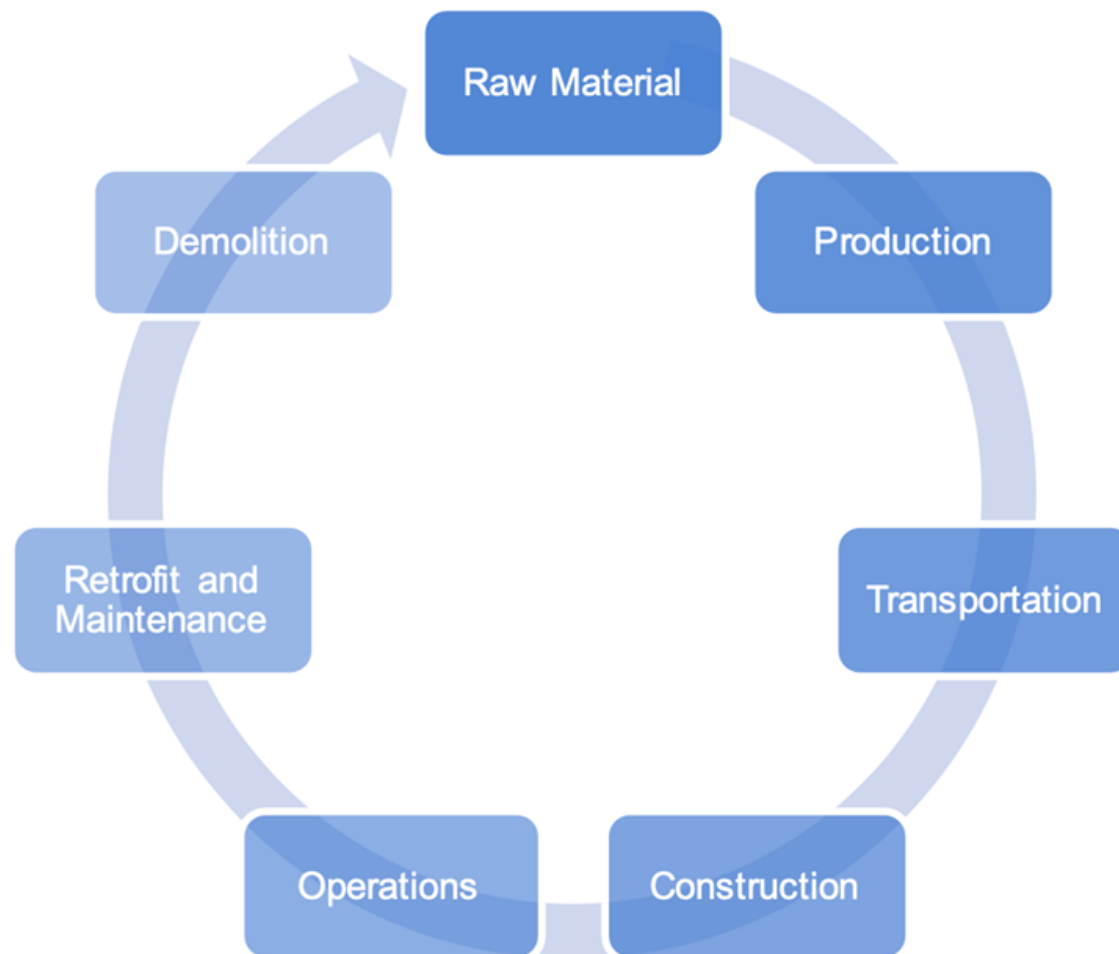 Raw Material
Production
Transportation
Construction
Operations
Retrofit and
Maintenance
Demolition